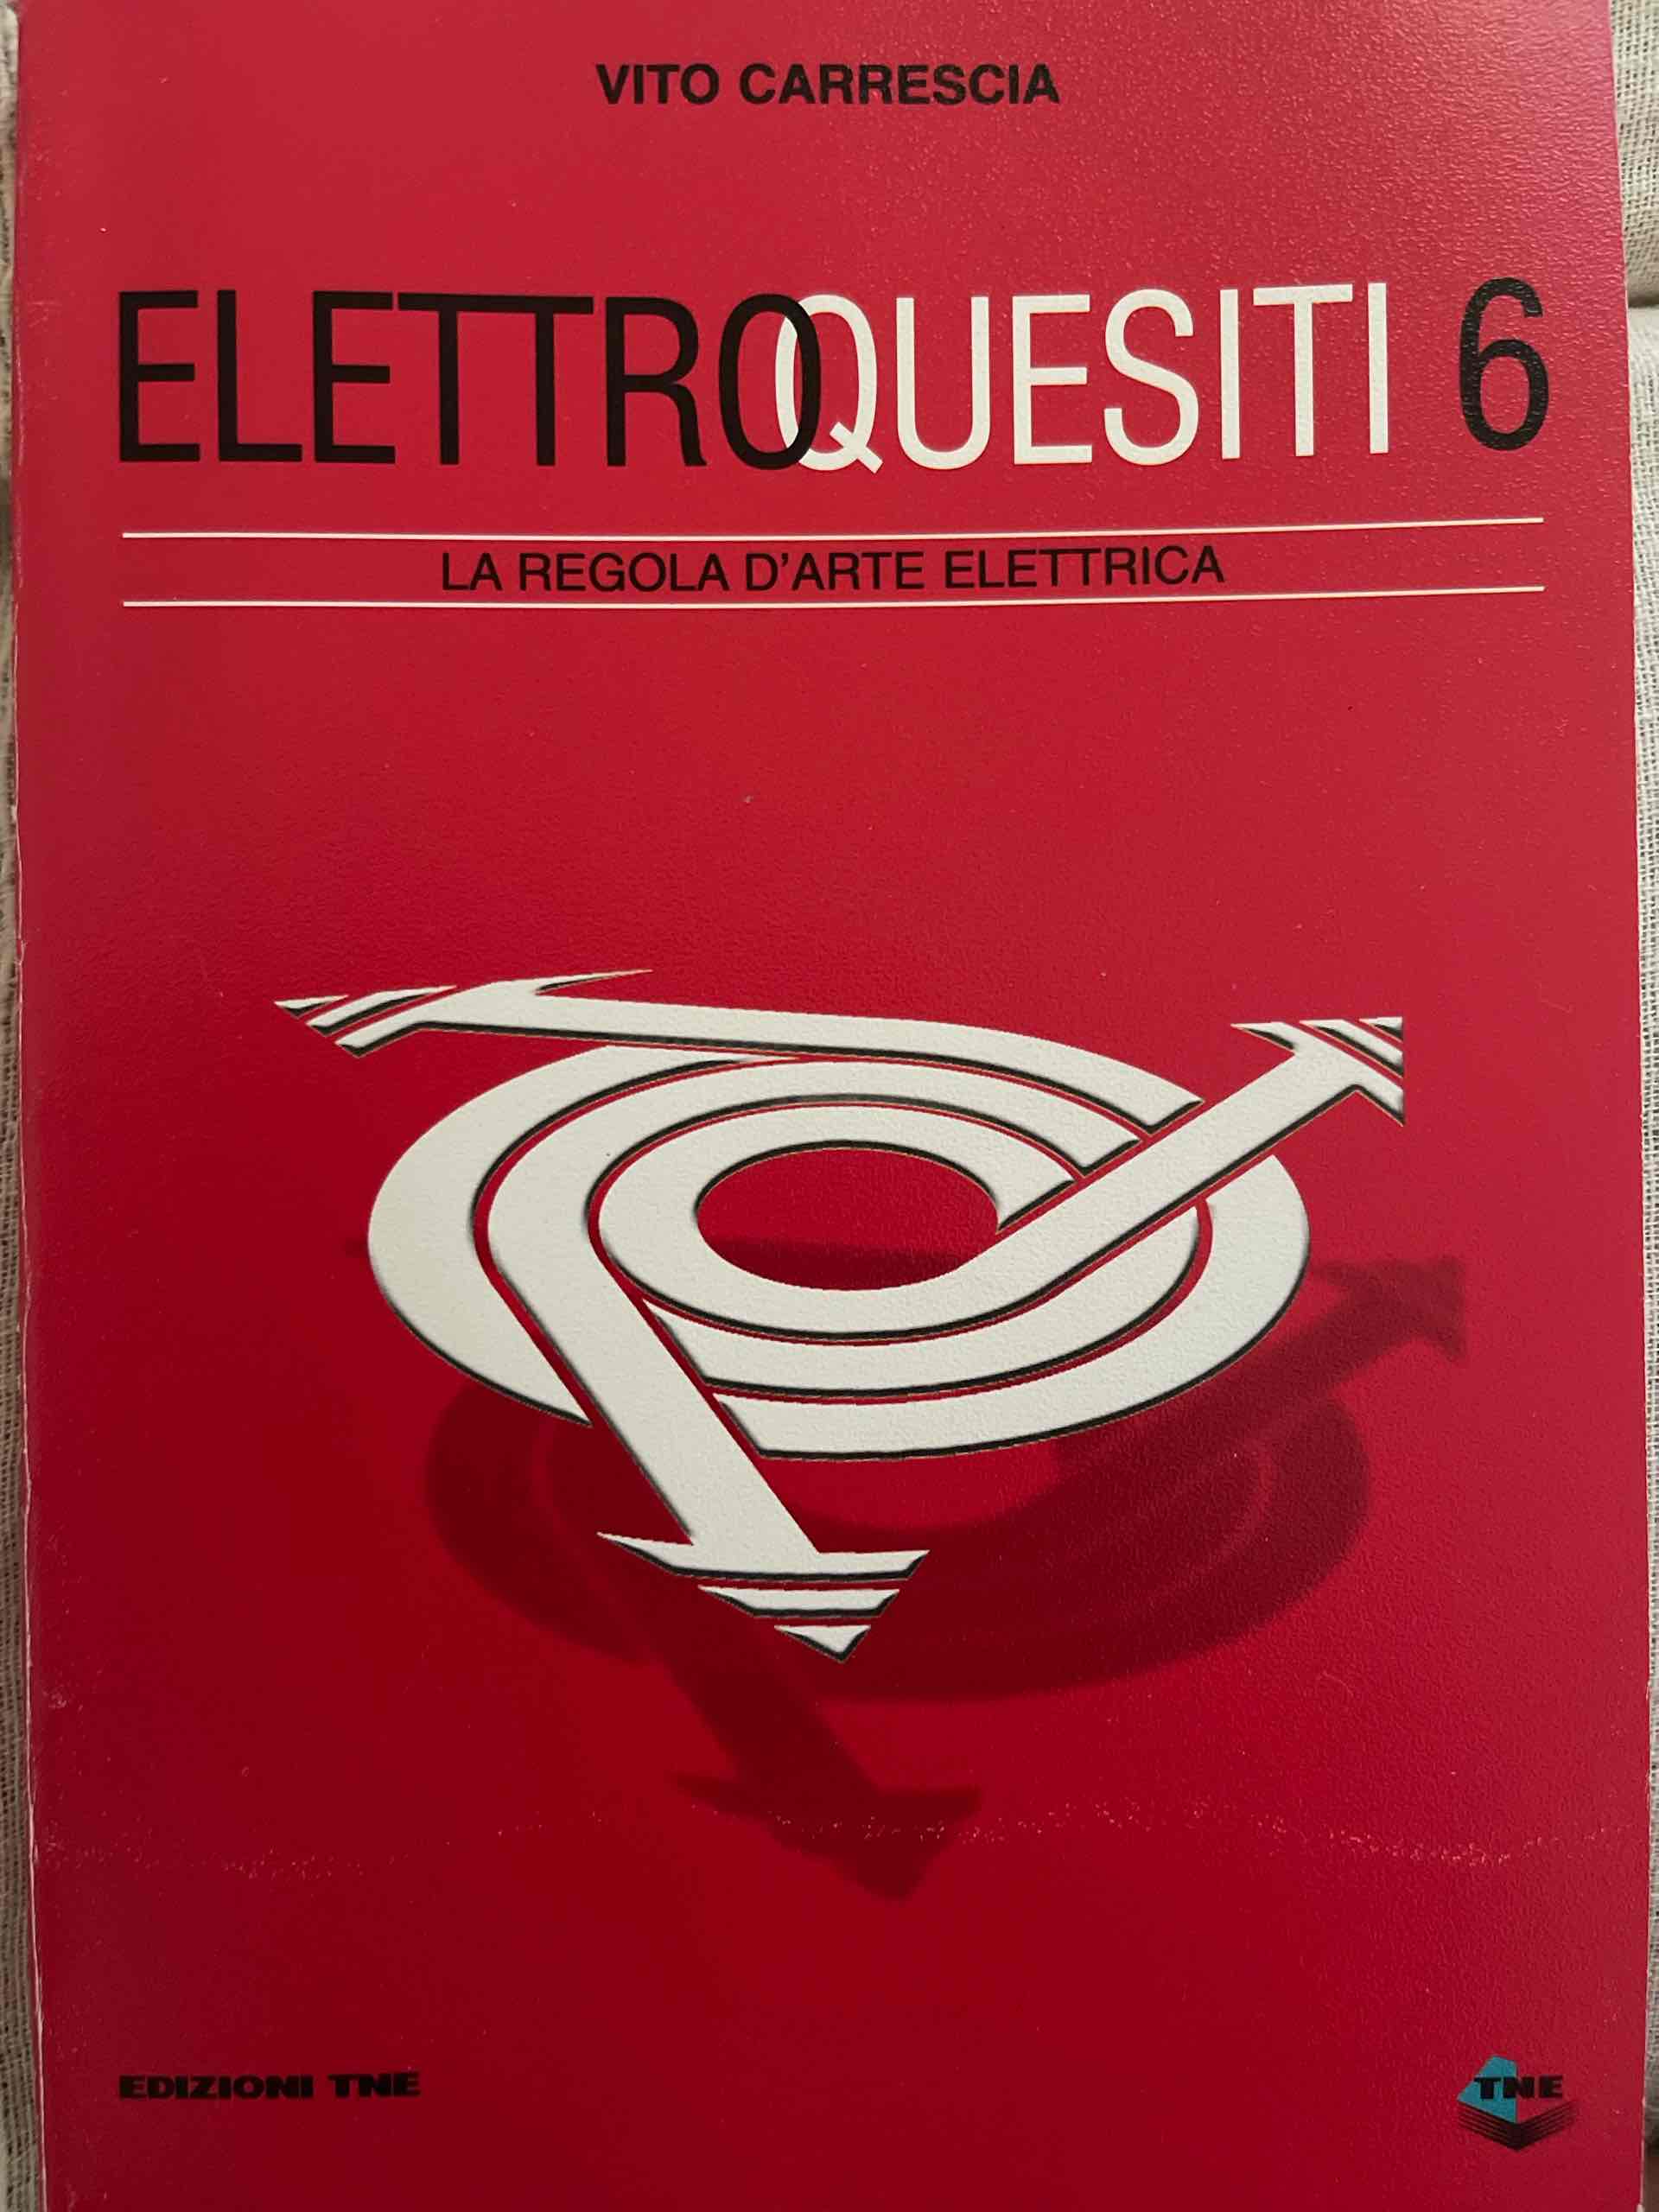 VITO CARRESCIA
ELETTROQUESITI 6
LA REGOLA D'ARTE ELETTRICA
EDIZIONI TNE
TNE